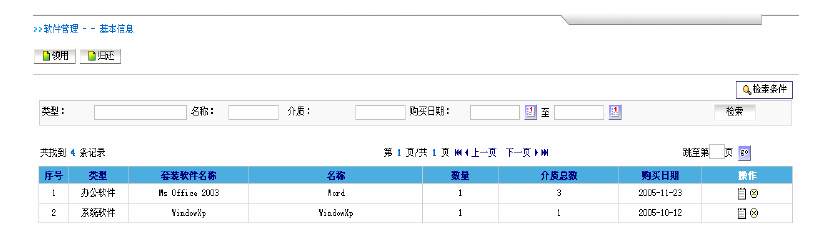 >>软件管理 - - 基本信息
领用 归还
检索条件
类型： 名称： 介质： 购买日期： 至 检索
共找到 4 条记录 第 1 页/共 1 页 上一页 下一页 跳至第 页 go
序号 类型 套装软件名称 名称 数量 介质总数 购买日期 操作
1 办公软件 Ms Office 2003 Word 1 3 2005-11-23
2 系统软件 WindowXp WindowXp 1 1 2005-10-12